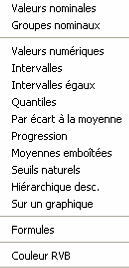 Valeurs nominales
Groupes nominaux
Valeurs numériques
Intervalles
Intervalles égaux
Quantiles
Par écart à la moyenne
Progression
Moyennes emboîtées
Seuils naturels
Hiérarchique desc.
Sur un graphique
Formules
Couleur RVB